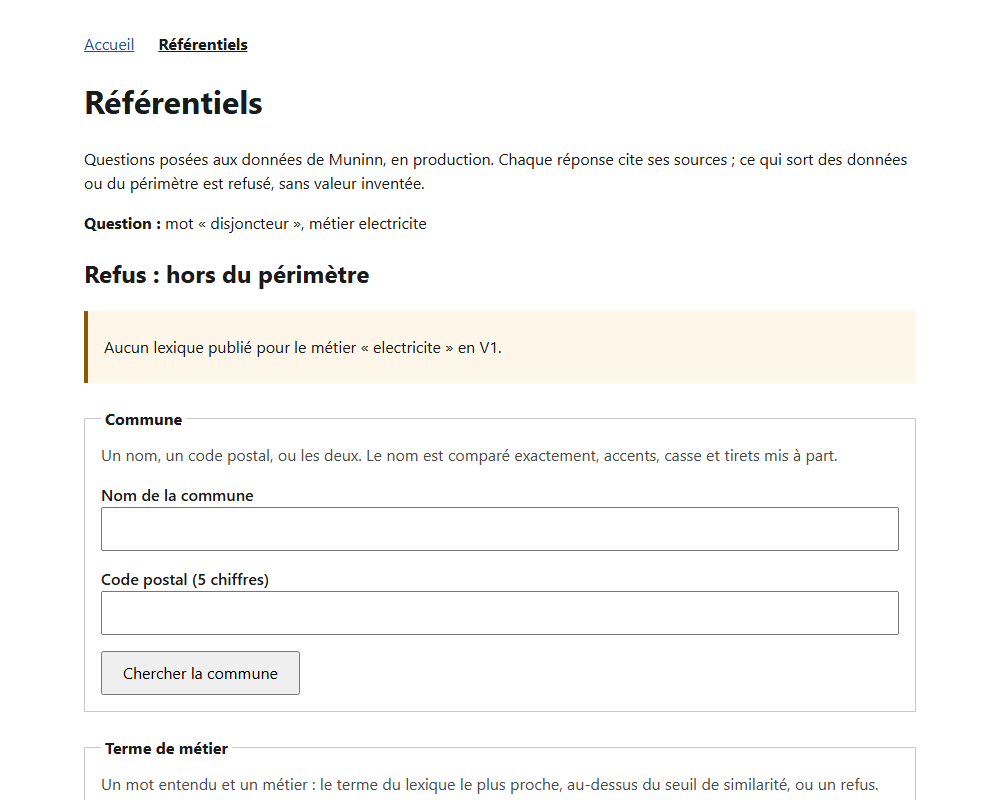 Accueil Référentiels
Référentiels
Questions posées aux données de Muninn, en production. Chaque réponse cite ses sources ; ce qui sort des données
ou du périmètre est refusé, sans valeur inventée.
Question : mot « disjoncteur », métier electricite
Refus : hors du périmètre
Aucun lexique publié pour le métier « electricite » en V1.
Commune
Un nom, un code postal, ou les deux. Le nom est comparé exactement, accents, casse et tirets mis à part.
Nom de la commune
Code postal (5 chiffres)
Chercher la commune
Terme de métier
Un mot entendu et un métier : le terme du lexique le plus proche, au-dessus du seuil de similarité, ou un refus.